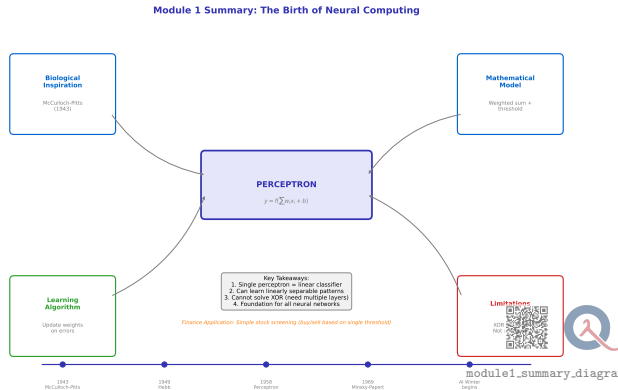 Module 1 Summary: The Birth of Neural Computing
Biological
Inspiration
McCulloch-Pitts
(1943)
Mathematical
Model
Weighted sum +
threshold
PERCEPTRON
y = f(∑wᵢxᵢ + b)
Learning
Algorithm
Update weights
on errors
Key Takeaways:
1. Single perceptron = linear classifier
2. Can learn linearly separable patterns
3. Cannot solve XOR (need multiple layers)
4. Foundation for all neural networks
Finance Application: Simple stock screening (buy/sell based on single threshold)
Limitations
XOR
Not
module1_summary_diagra
1943
McCulloch-Pitts
1949
Hebb
1958
Perceptron
1969
Minsky-Papert
AI Winter
begins